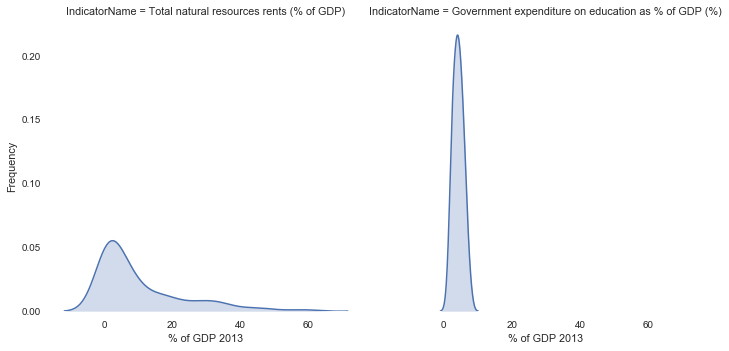 IndicatorName = Total natural resources rents (% of GDP)
IndicatorName = Government expenditure on education as % of GDP (%)
0.20
0.15
0.10
0.05
0.00
Frequency
0 20 40 60
0 20 40 60
% of GDP 2013
% of GDP 2013